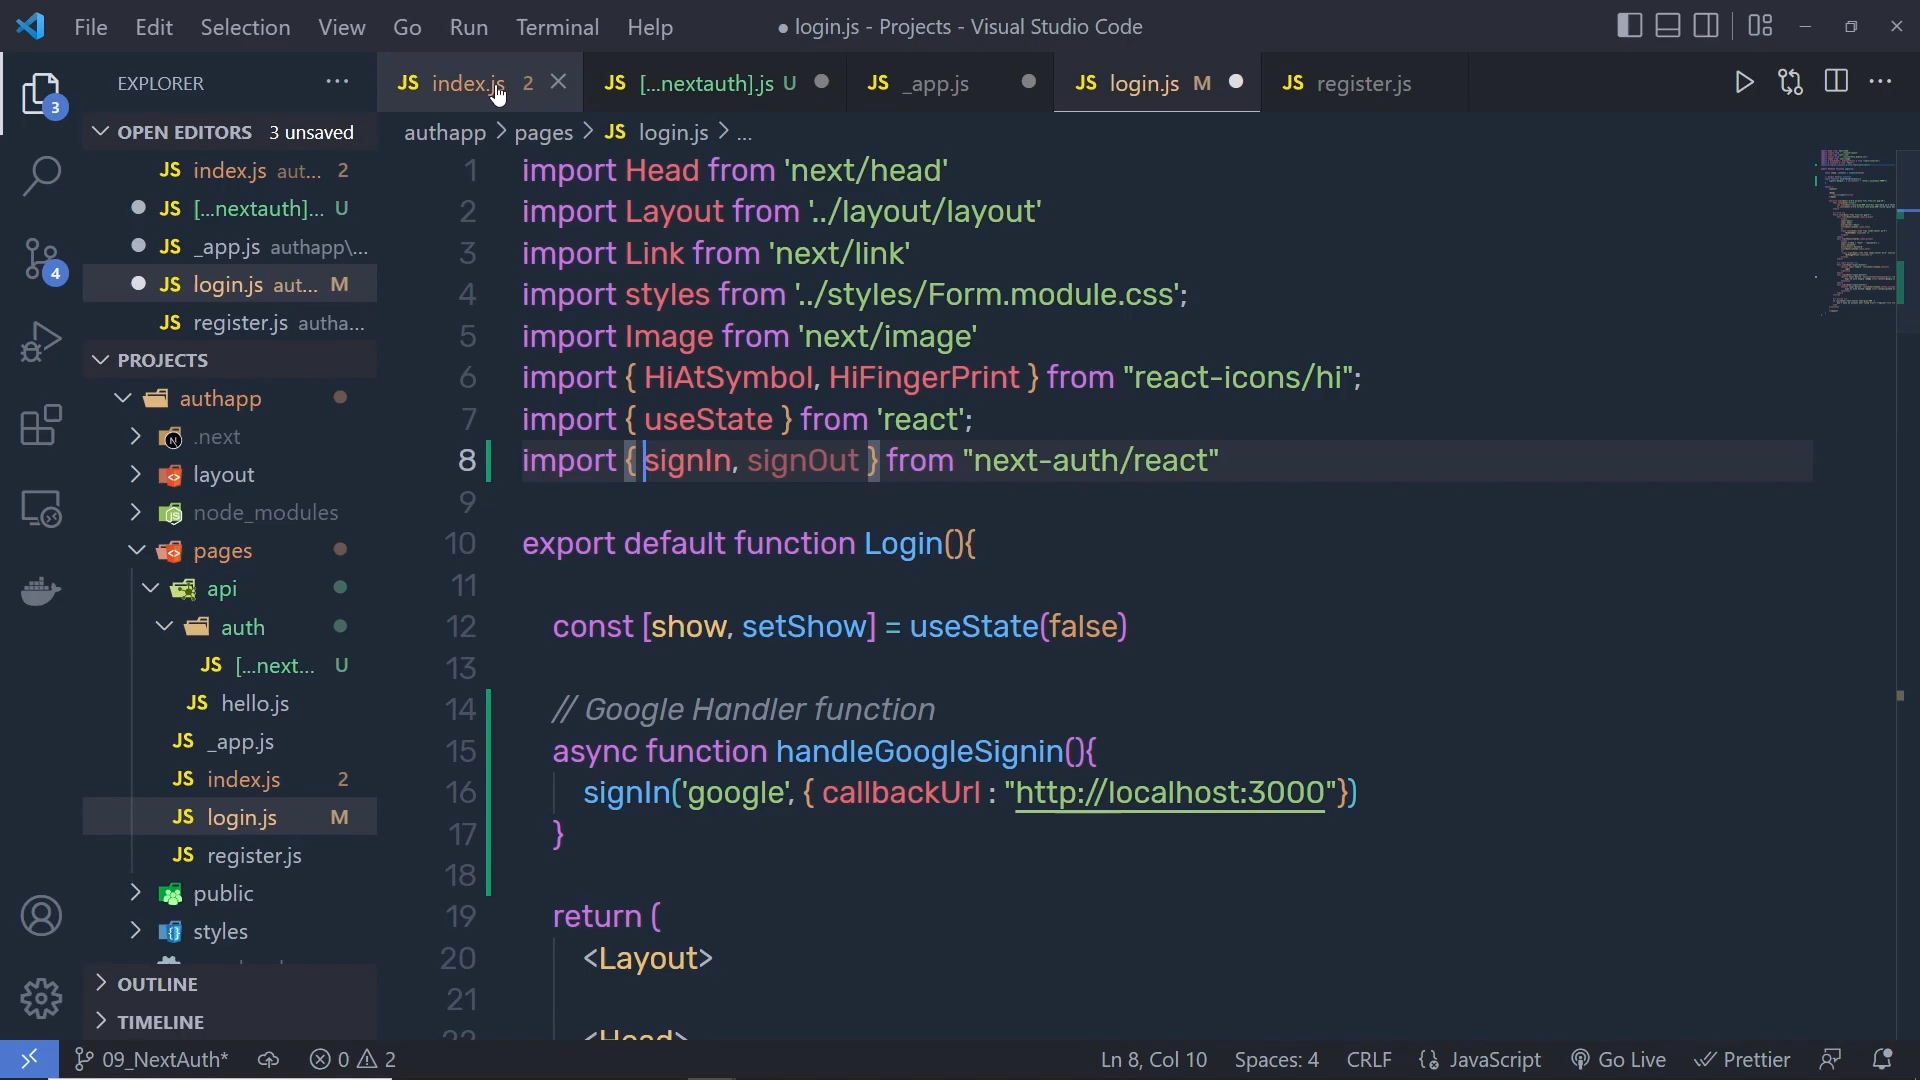 File Edit Selection View Go Run Terminal Help ● login.js - Projects - Visual Studio Code
EXPLORER ...
JS index.js 2
JS [...nextauth].js U
JS _app.js
JS login.js M
JS register.js
3
OPEN EDITORS 3 unsaved
JS index.js aut... 2
JS [...nextauth]... U
JS _app.js authapp\...
JS login.js aut... M
JS register.js autha...
4
PROJECTS
authapp
.next
layout
node_modules
pages
api
auth
JS [...next... U
JS hello.js
JS _app.js
JS index.js 2
JS login.js M
JS register.js
public
styles
OUTLINE
TIMELINE
authapp > pages > JS login.js > ...
1 import Head from 'next/head'
2 import Layout from '../layout/layout'
3 import Link from 'next/link'
4 import styles from '../styles/Form.module.css';
5 import Image from 'next/image'
6 import { HiAtSymbol, HiFingerPrint } from "react-icons/hi";
7 import { useState } from 'react';
8 import { signIn, signOut } from "next-auth/react"
9
10 export default function Login(){
11
12 const [show, setShow] = useState(false)
13
14 // Google Handler function
15 async function handleGoogleSignin(){
16 signIn('google', { callbackUrl : "http://localhost:3000"})
17 }
18
19 return (
20 <Layout>
21
22 <Head>
09_NextAuth* 0 2 Ln 8, Col 10 Spaces: 4 CRLF JavaScript Go Live Prettier